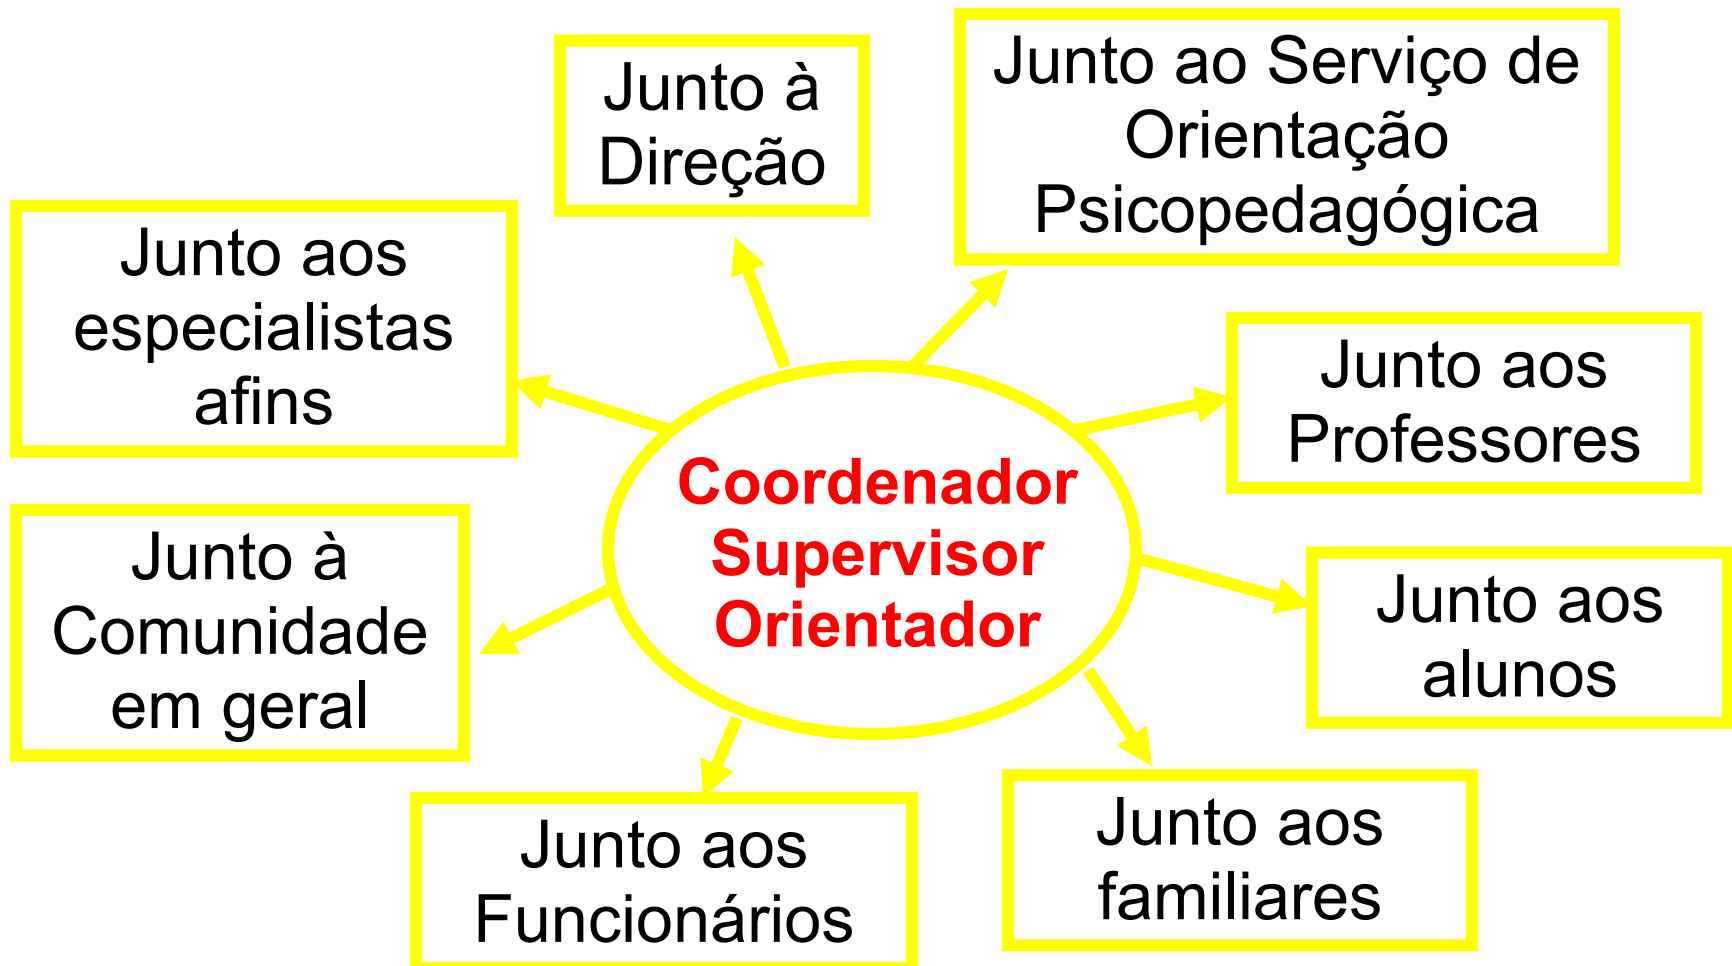 Junto à
Direção
Junto ao Serviço de
Orientação
Psicopedagógica
Junto aos
especialistas
afins
Junto aos
Professores
Coordenador
Supervisor
Orientador
Junto à
Comunidade
em geral
Junto aos
alunos
Junto aos
Funcionários
Junto aos
familiares